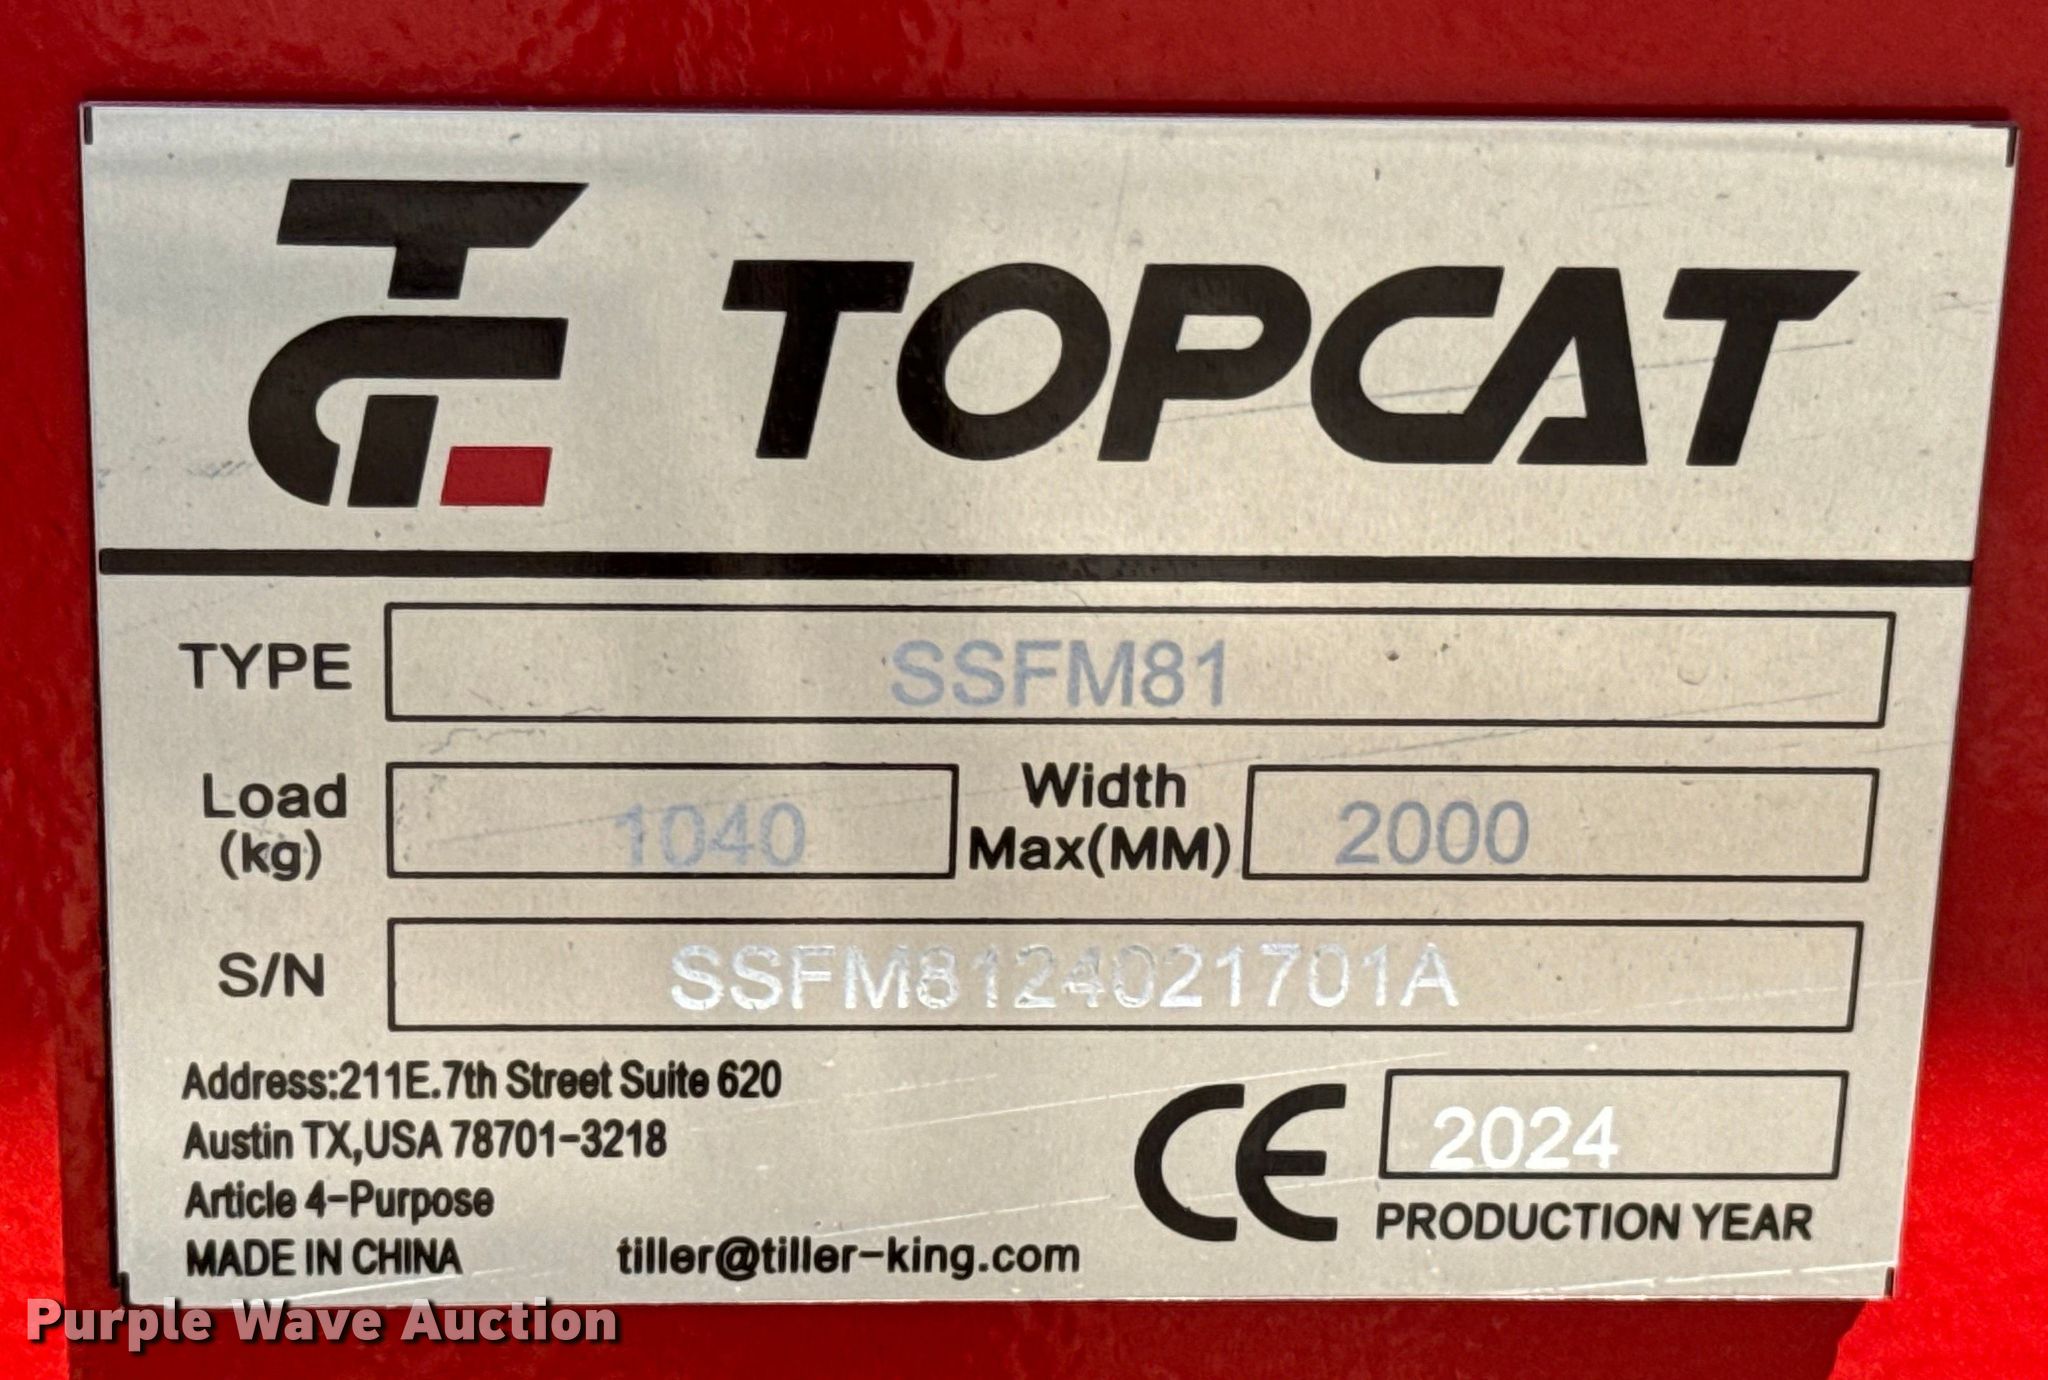 TOPCAT
TYPE SSFM81
Load (kg) 1040 Width Max(MM) 2000
S/N SSFM8124021701A
Address:211E.7th Street Suite 620
Austin TX,USA 78701-3218
Article 4-Purpose
MADE IN CHINA tiller@tiller-king.com
CE 2024
PRODUCTION YEAR
Purple Wave Auction